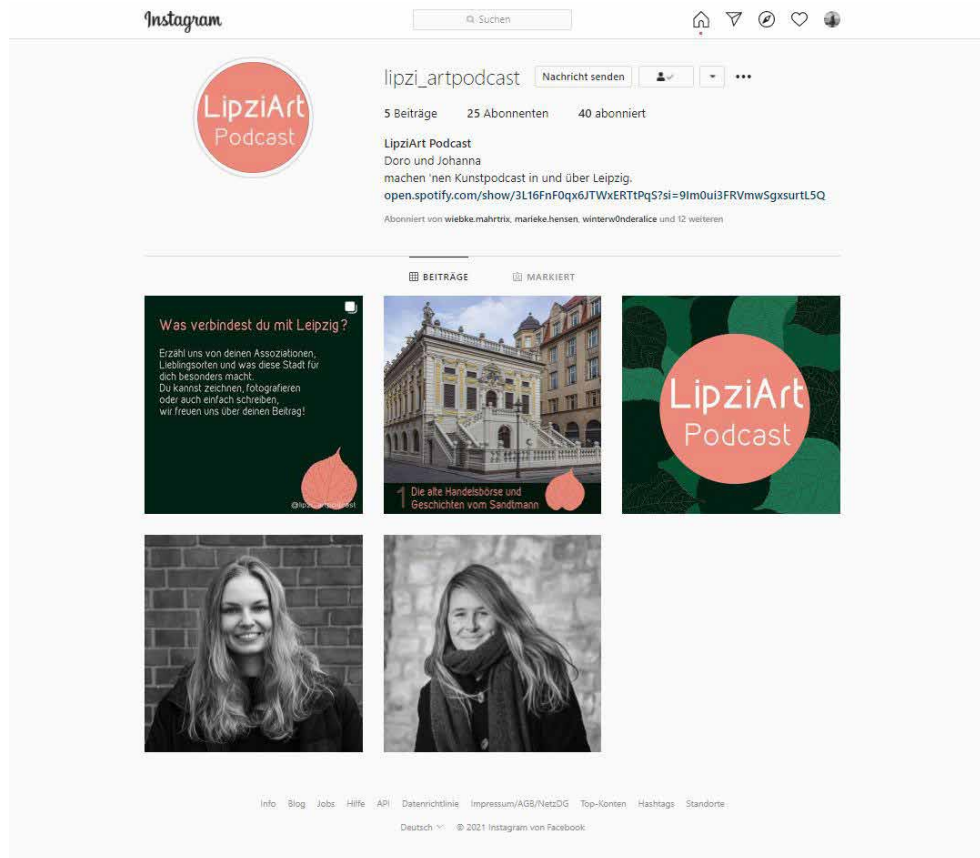 Instagram
Suchen
LipziArt
Podcast
lipzi_artpodcast
Nachricht senden
5 Beiträge 25 Abonnenten 40 abonniert
LipziArt Podcast
Doro und Johanna
machen 'nen Kunstpodcast in und über Leipzig.
open.spotify.com/show/3L16FnF0qx6JTWxERTtPqS?si=9Im0ui3FRVmwSgxsurtL5Q
Abonniert von wiebke.mahrtrix, marieke.hensen, winterw0nderalice und 12 weiteren
BEITRÄGE MARKIERT
Was verbindest du mit Leipzig?
Erzähl uns von deinen Assoziationen,
Lieblingsorten und was diese Stadt für
dich besonders macht.
Du kannst zeichnen, fotografieren
oder auch einfach schreiben,
wir freuen uns über deinen Beitrag!
1 Die alte Handelsbörse und
Geschichten vom Sandtmann
LipziArt
Podcast
Info Blog Jobs Hilfe API Datenrichtlinie Impressum/AGB/NetzDG Top-Konten Hashtags Standorte
Deutsch © 2021 Instagram von Facebook